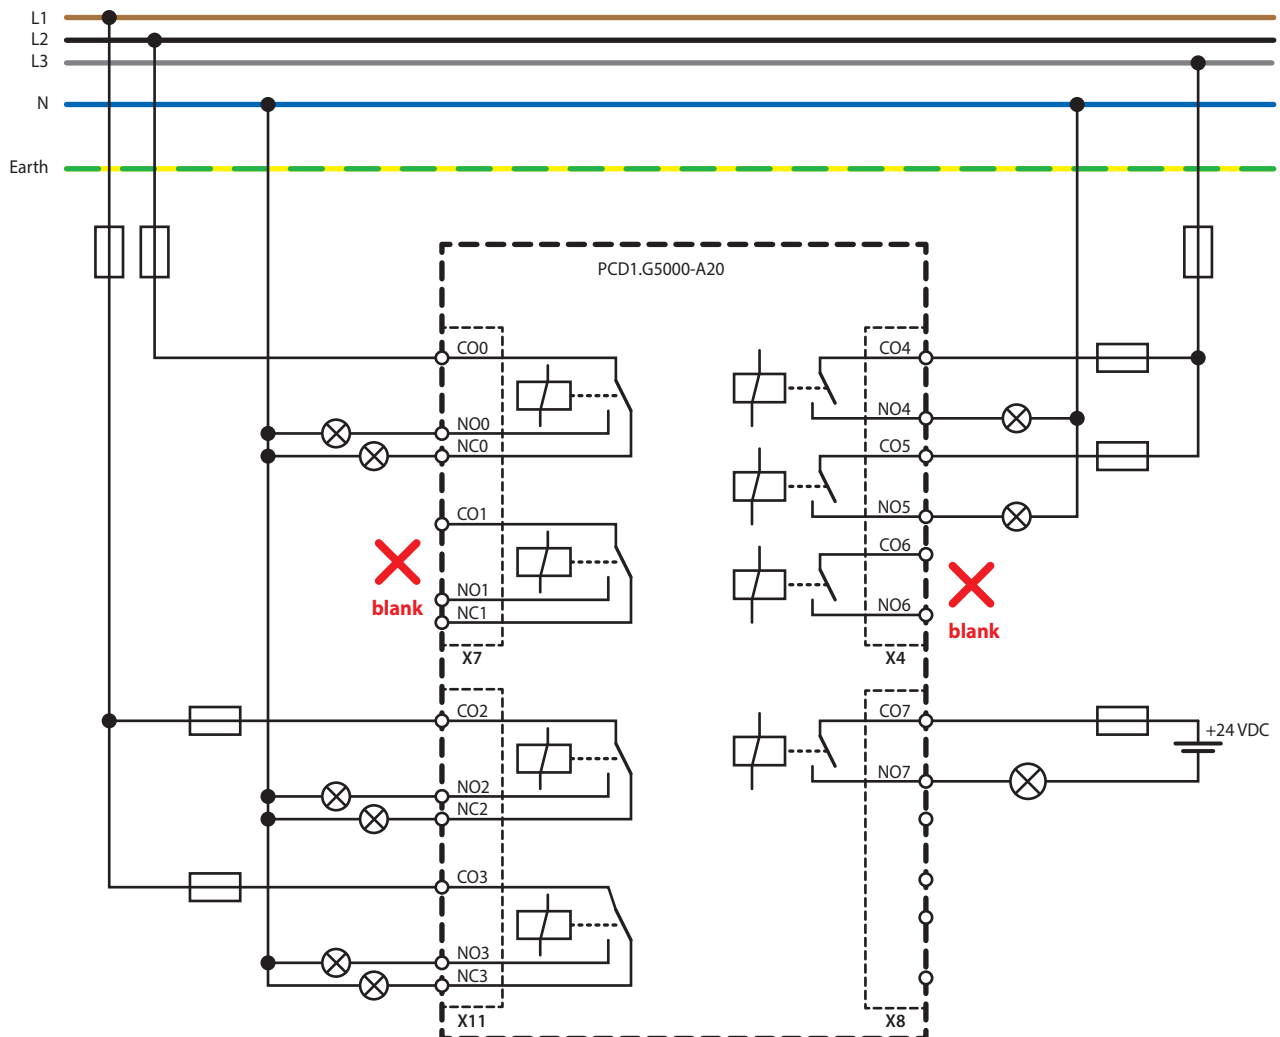 L1
L2
L3
N
Earth
PCD1.G5000-A20
CO0
NO0
NC0
CO1
NO1
NC1
blank
X7
CO2
NO2
NC2
CO3
NO3
NC3
X11
CO4
NO4
CO5
NO5
CO6
NO6
blank
X4
CO7
+24 VDC
NO7
X8